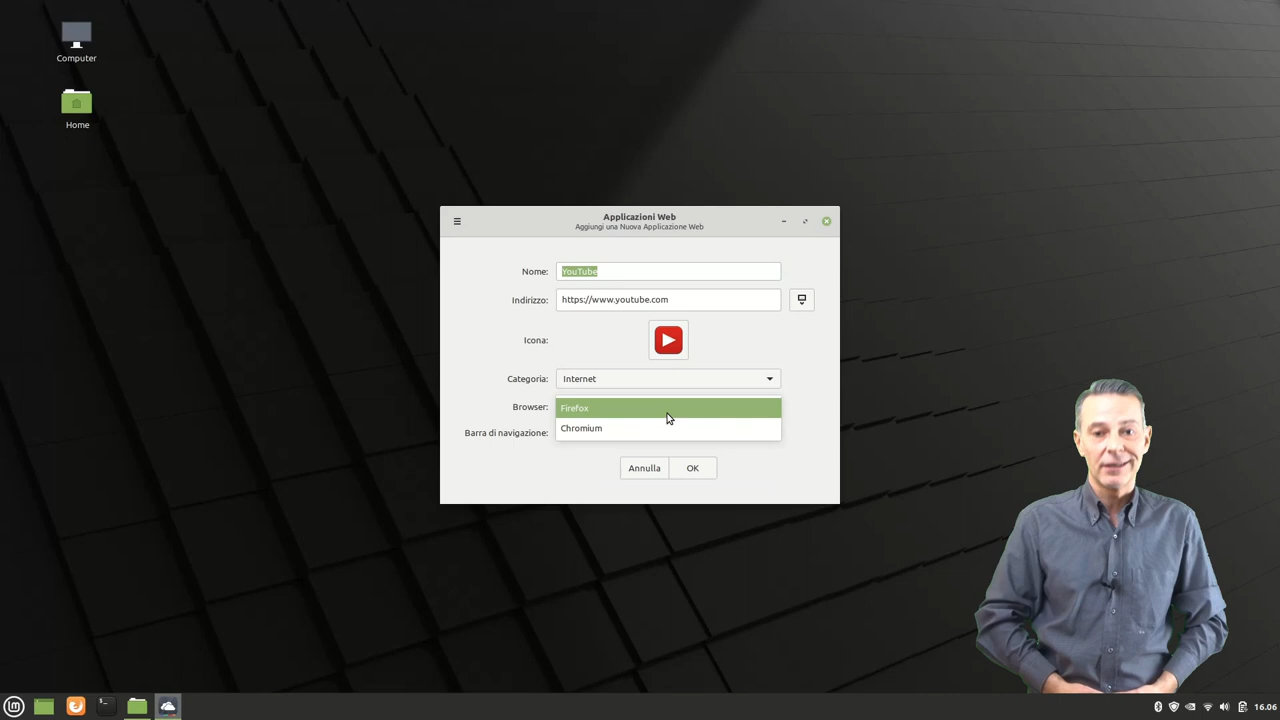 Computer
Home
Applicazioni Web
Aggiungi una Nuova Applicazione Web
Nome: YouTube
Indirizzo: https://www.youtube.com
Icona:
Categoria: Internet
Browser: Firefox
Chromium
Barra di navigazione:
Annulla OK
16.06